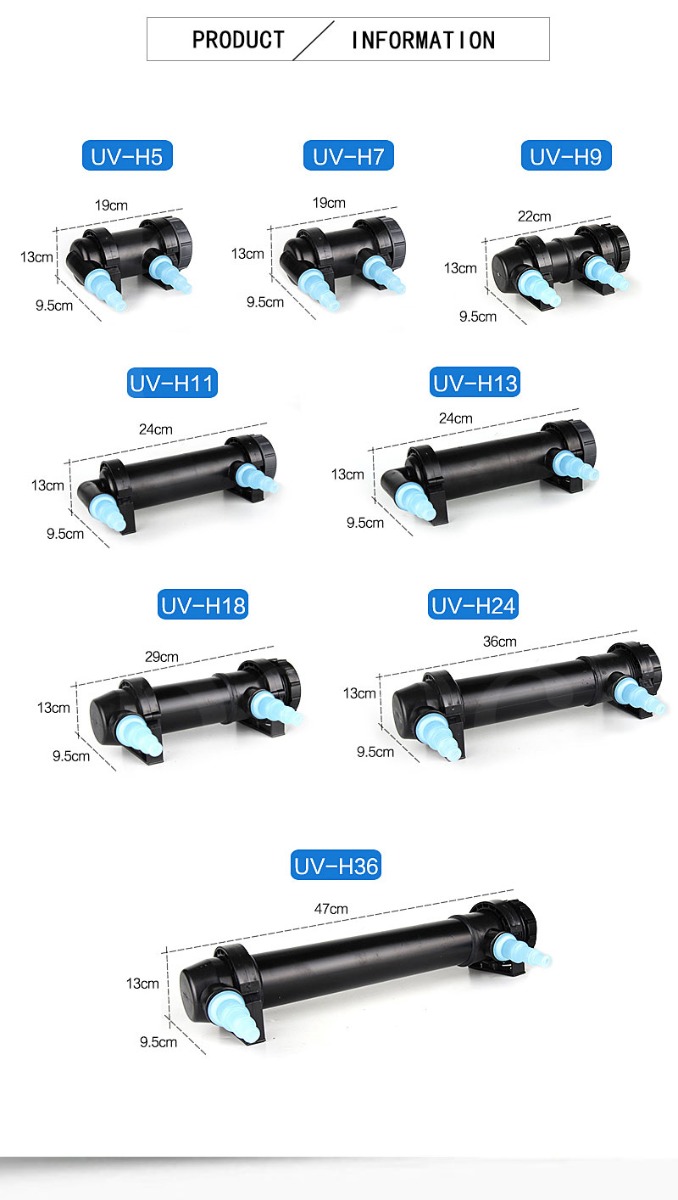 PRODUCT / INFORMATION
UV-H5
UV-H7
UV-H9
19cm
13cm
9.5cm
19cm
13cm
9.5cm
22cm
13cm
9.5cm
UV-H11
UV-H13
24cm
13cm
9.5cm
24cm
13cm
9.5cm
UV-H18
UV-H24
29cm
13cm
9.5cm
36cm
13cm
9.5cm
UV-H36
47cm
13cm
9.5cm